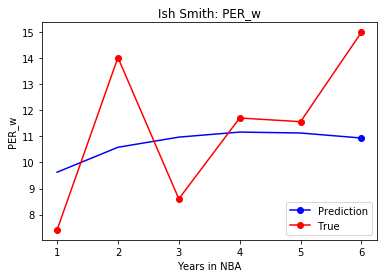 Ish Smith: PER_w
15
14
13
12
11
10
9
8
PER_w
1 2 3 4 5 6
Years in NBA
Prediction
True